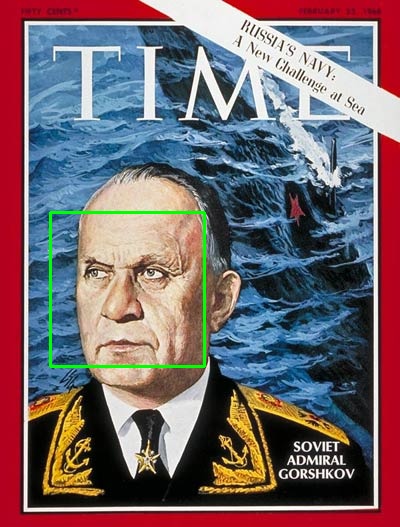 FIFTY CENTS
FEBRUARY 23, 1968
RUSSIA'S NAVY:
A New Challenge at Sea
TIME
SOVIET
ADMIRAL
GORSHKOV